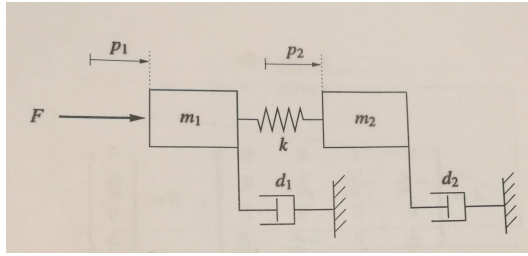 p₁ p₂
F m₁ m₂
k
d₁ d₂